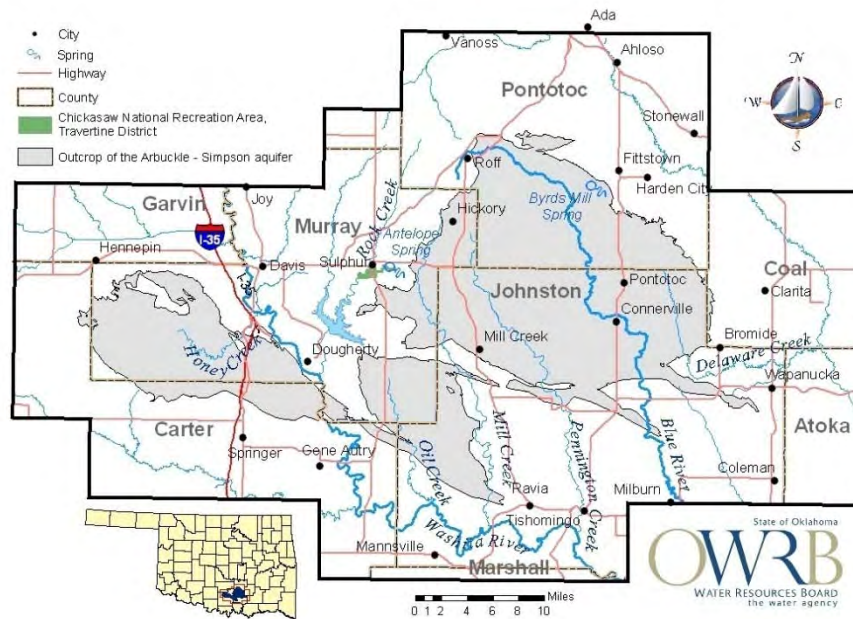 City
Spring
Highway
County
Chickasaw National Recreation Area,
Travertine District
Outcrop of the Arbuckle - Simpson aquifer
Ada
Vanoss
Ahloso
Pontotoc
Stonewall
N
W
E
S
Roff
Fittstown
Harden City
Byrds Mill
Spring
Garvin
Joy
Murray
Rock Creek
Hickory
Antelope
Spring
I-35
Hennepin
Davis
Sulphur
I-35
Johnston
Pontotoc
Coal
Clarita
Connerville
Honey Creek
Dougherty
Mill Creek
Bromide
Delaware Creek
Wapanucka
Carter
Springer
Gene Autry
Oil Creek
Mill Creek
Pennington Creek
Blue River
Atoka
Coleman
Ravia
Milburn
Tishomingo
Washita River
Mannsville
Marshall
Miles
0 1 2 4 6 8 10
State of Oklahoma
OWRB
WATER RESOURCES BOARD
the water agency